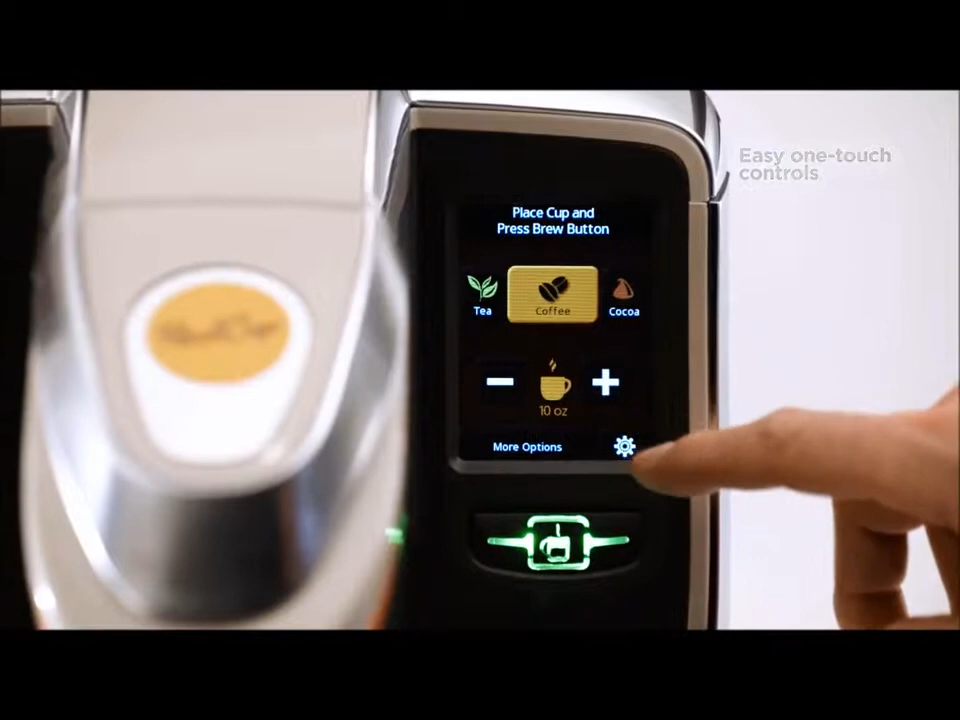 Easy one-touch
controls
Place Cup and
Press Brew Button
Tea
Coffee
Cocoa
10 oz
More Options